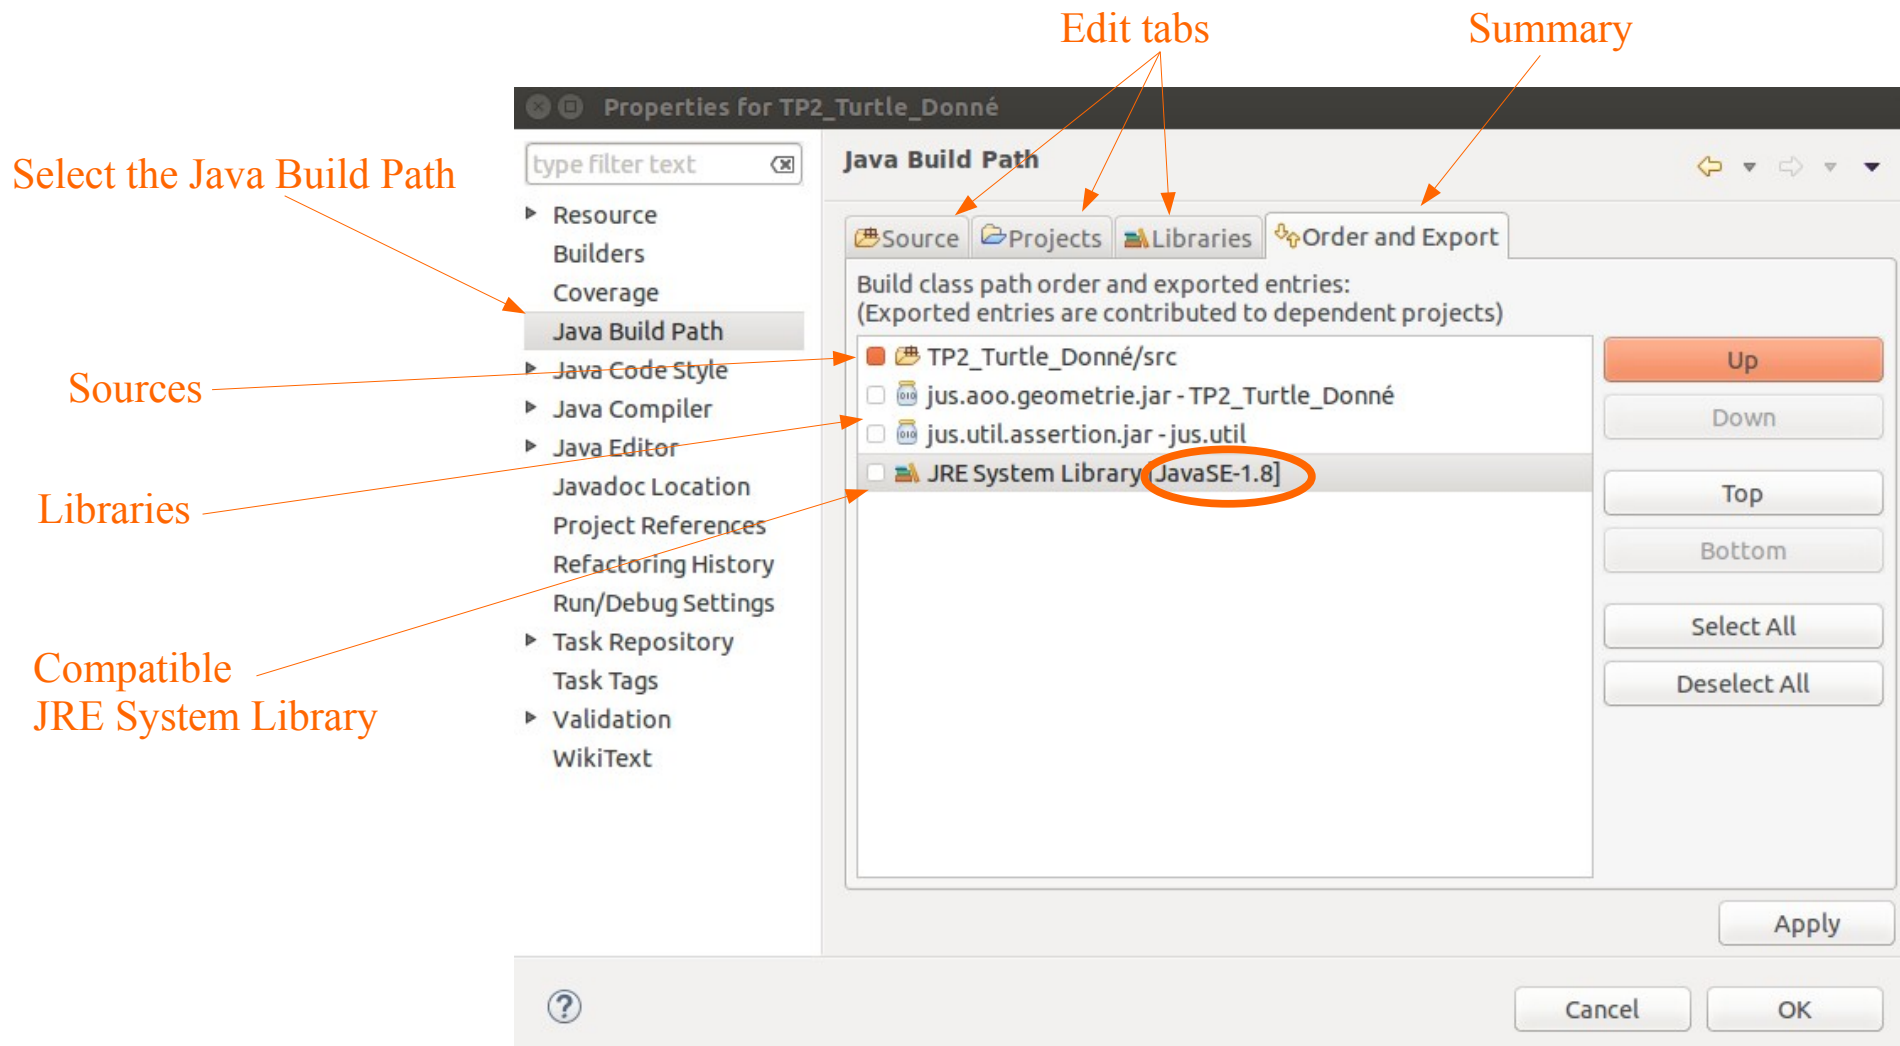 Edit tabs
Summary
Properties for TP2_Turtle_Donné
Select the Java Build Path
type filter text
Java Build Path
Resource
Builders
Coverage
Java Build Path
Java Code Style
Java Compiler
Java Editor
Javadoc Location
Project References
Refactoring History
Run/Debug Settings
Task Repository
Task Tags
Validation
WikiText
Source
Projects
Libraries
Order and Export
Build class path order and exported entries:
(Exported entries are contributed to dependent projects)
TP2_Turtle_Donné/src
jus.aoo.geometrie.jar - TP2_Turtle_Donné
jus.util.assertion.jar - jus.util
JRE System Library [JavaSE-1.8]
Up
Down
Top
Bottom
Select All
Deselect All
Sources
Libraries
Compatible
JRE System Library
Apply
?
Cancel
OK